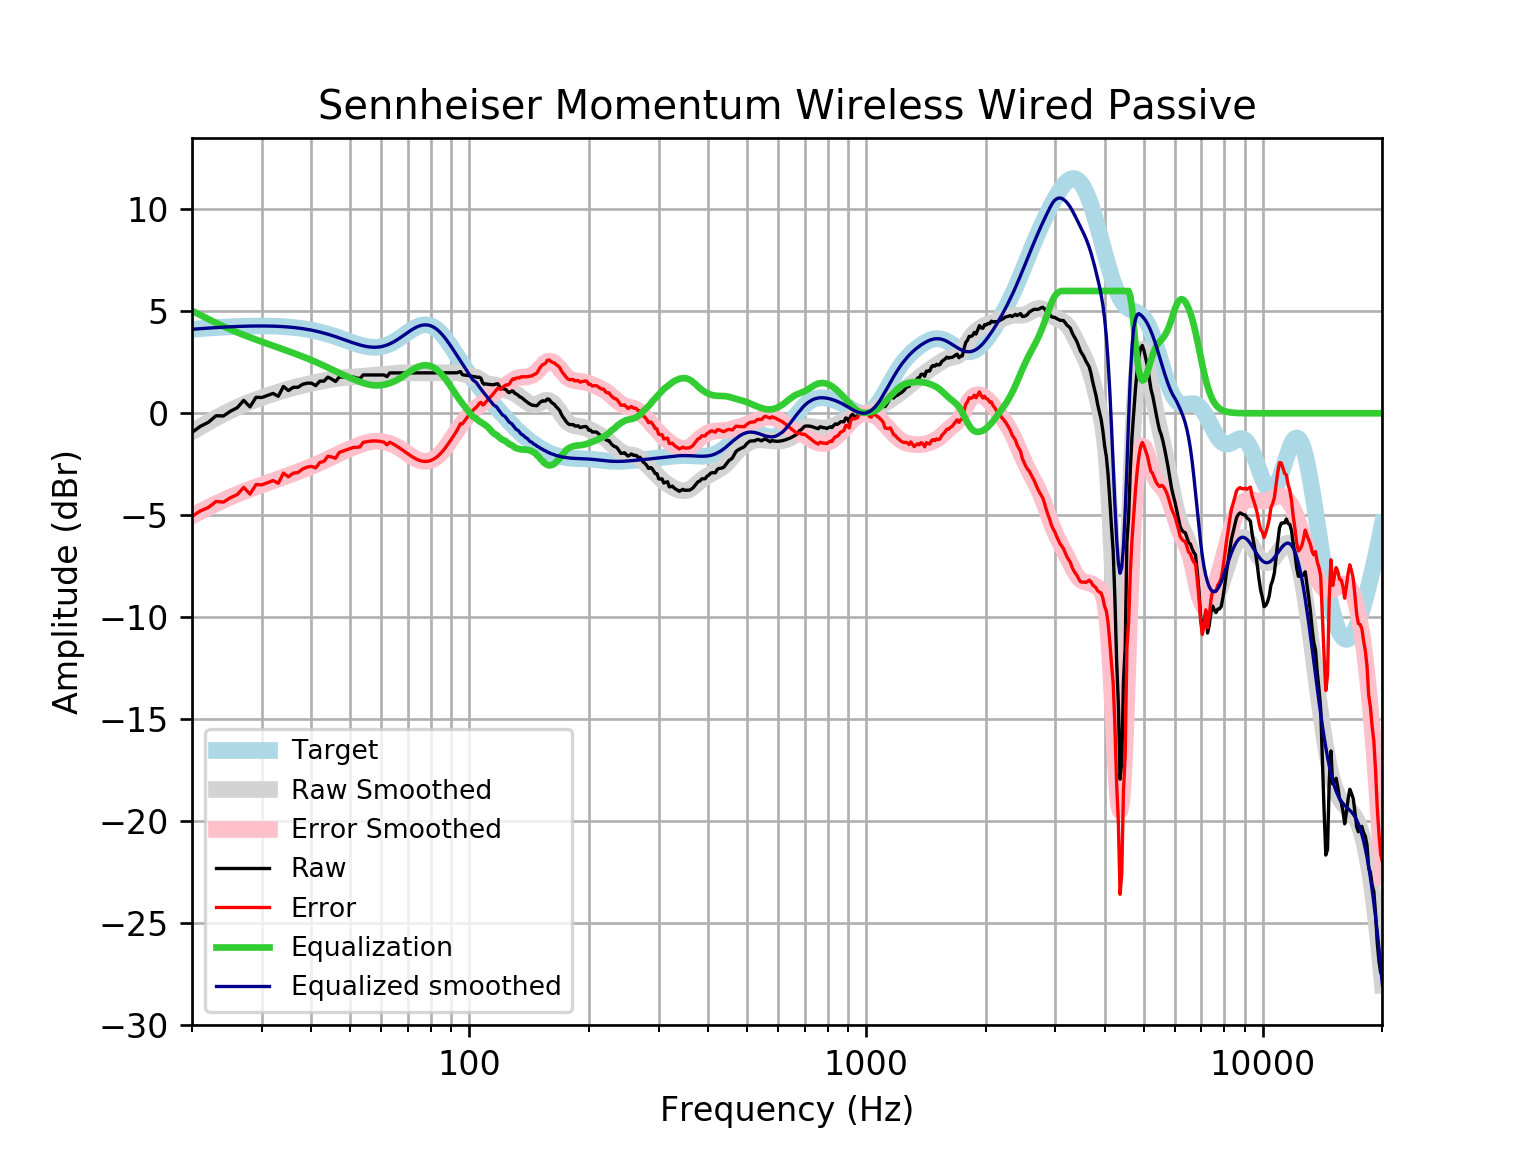 Sennheiser Momentum Wireless Wired Passive
Amplitude (dBr)
10
5
0
−5
−10
−15
−20
−25
−30
Target
Raw Smoothed
Error Smoothed
Raw
Error
Equalization
Equalized smoothed
100
1000
10000
Frequency (Hz)